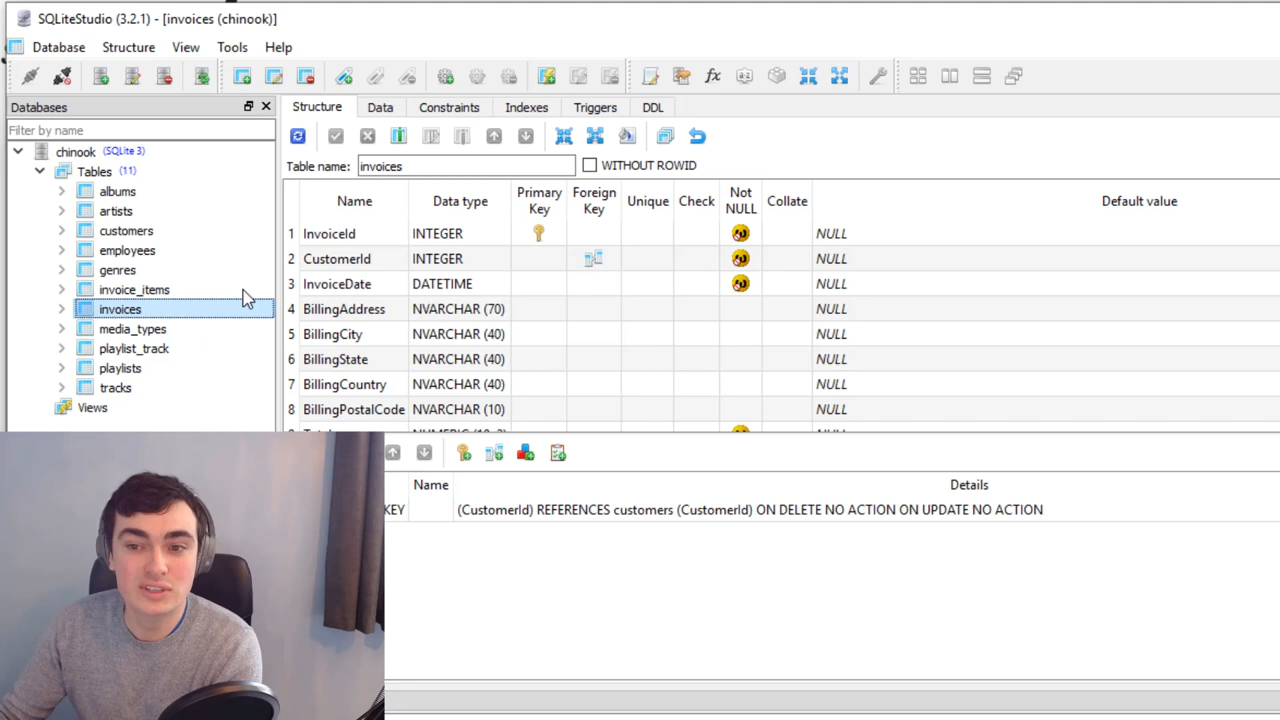 SQLiteStudio (3.2.1) - [invoices (chinook)]
Database Structure View Tools Help
Databases
Filter by name
chinook (SQLite 3)
Tables (11)
albums
artists
customers
employees
genres
invoice_items
invoices
media_types
playlist_track
playlists
tracks
Views
Structure Data Constraints Indexes Triggers DDL
Table name: invoices WITHOUT ROWID
Name Data type Primary Key Foreign Key Unique Check Not NULL Collate Default value
1 InvoiceId INTEGER NULL
2 CustomerId INTEGER NULL
3 InvoiceDate DATETIME NULL
4 BillingAddress NVARCHAR (70) NULL
5 BillingCity NVARCHAR (40) NULL
6 BillingState NVARCHAR (40) NULL
7 BillingCountry NVARCHAR (40) NULL
8 BillingPostalCode NVARCHAR (10) NULL
Name Details
KEY (CustomerId) REFERENCES customers (CustomerId) ON DELETE NO ACTION ON UPDATE NO ACTION